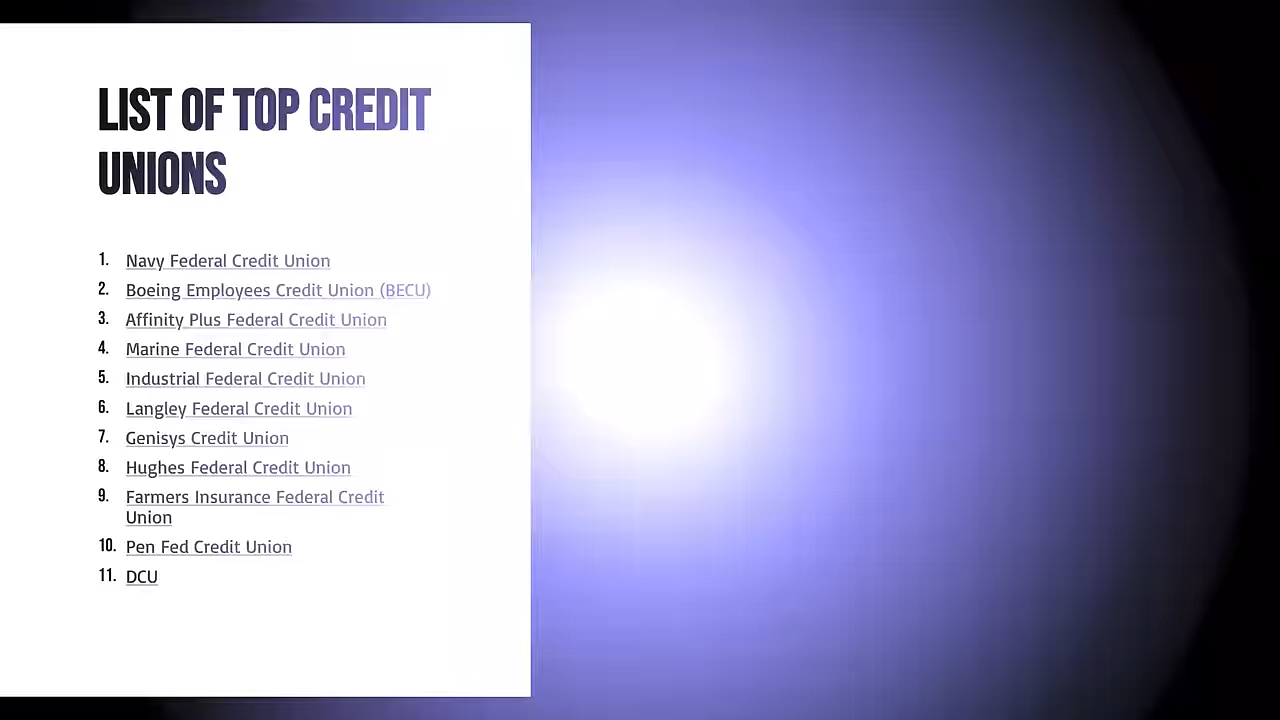 LIST OF TOP CREDIT
UNIONS
1. Navy Federal Credit Union
2. Boeing Employees Credit Union (BECU)
3. Affinity Plus Federal Credit Union
4. Marine Federal Credit Union
5. Industrial Federal Credit Union
6. Langley Federal Credit Union
7. Genisys Credit Union
8. Hughes Federal Credit Union
9. Farmers Insurance Federal Credit
Union
10. Pen Fed Credit Union
11. DCU